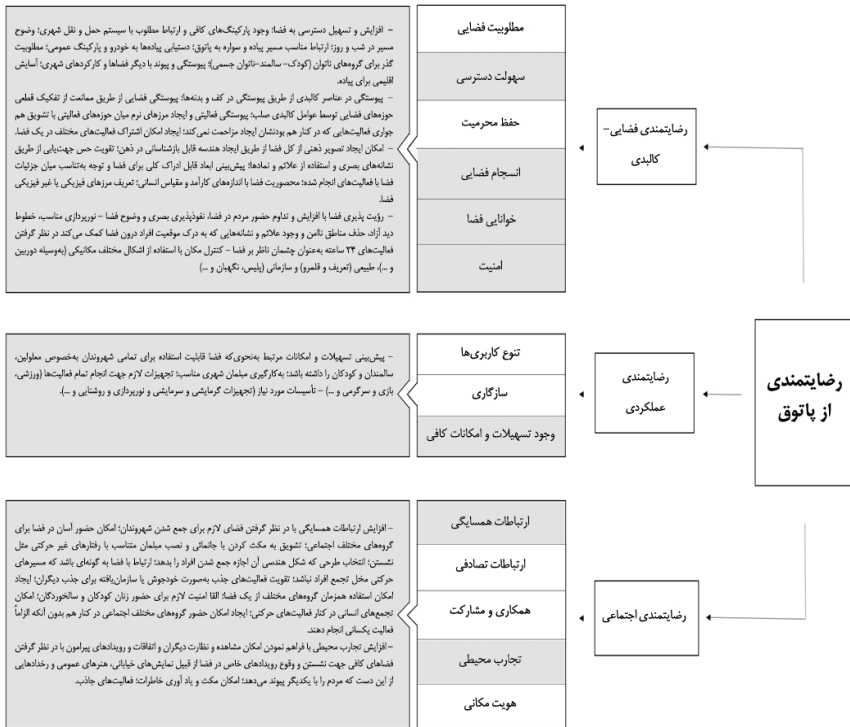 رضایتمندی
از پاتوق
رضایتمندی فضایی-
کالبدی
مطلوبیت فضایی
سهولت دسترسی
حفظ محرمیت
انسجام فضایی
خوانایی فضا
امنیت
– افزایش و تسهیل دسترسی به فضا؛ وجود پارکینگ‌های کافی و ارتباط مطلوب با سیستم حمل و نقل شهری؛ وضوح
مسیر در شب و روز؛ ارتباط مناسب مسیر پیاده و سواره به پاتوق؛ دستیابی پیاده‌ها به خودرو و پارکینگ عمومی؛ مطلوبیت
گذر برای گروه‌های ناتوان (کودک- سالمند-ناتوان جسمی)؛ پیوستگی و پیوند با دیگر فضاها و کارکردهای شهری؛ آسایش
اقلیمی برای پیاده.
– پیوستگی در عناصر کالبدی از طریق پیوستگی در کف و بدنه‌ها؛ پیوستگی فضایی از طریق ممانعت از تفکیک قطعی
حوزه‌های فضایی توسط عوامل کالبدی صلب؛ پیوستگی فعالیتی و ایجاد مرزهای نرم میان حوزه‌های فعالیتی با تشویق هم
جواری فعالیت‌هایی که در کنار هم بودنشان ایجاد مزاحمت نمی‌کند؛ ایجاد امکان اشتراک فعالیت‌های مختلف در یک فضا.
– امکان ایجاد تصویر ذهنی از کل فضا از طریق ایجاد هندسه قابل بازشناسانی در ذهن؛ تقویت حس جهت‌یابی از طریق
نشانه‌های بصری و استفاده از علائم و نمادها؛ پیش‌بینی ابعاد قابل ادراک کلی برای فضا و توجه به‌تناسب میان جزئیات
فضا با فعالیت‌های انجام شده؛ محصوریت فضا با اندازه‌های کارآمد و مقیاس انسانی؛ تعریف مرزهای فیزیکی یا غیر فیزیکی
فضا.
– رؤیت پذیری فضا با افزایش و تداوم حضور مردم در فضا، نفوذپذیری بصری و وضوح فضا – نورپردازی مناسب، خطوط
دید آزاد، حذف مناطق ناامن و وجود علائم و نشانه‌هایی که به درک موقعیت افراد درون فضا کمک می‌کند در نظر گرفتن
فعالیت‌های ۲۴ ساعته به‌عنوان چشمان ناظر بر فضا – کنترل مکان با استفاده از اشکال مختلف مکانیکی (به‌وسیله دوربین
و ...)، طبیعی (تعریف و قلمرو) و سازمانی (پلیس، نگهبان و ...)
رضایتمندی
عملکردی
تنوع کاربری‌ها
سازگاری
وجود تسهیلات و امکانات کافی
– پیش‌بینی تسهیلات و امکانات مرتبط به‌نحوی‌که فضا قابلیت استفاده برای تمامی شهروندان به‌خصوص معلولین،
سالمندان و کودکان را داشته باشد؛ به‌کارگیری مبلمان شهری مناسب؛ تجهیزات لازم جهت انجام تمام فعالیت‌ها (ورزشی،
بازی و سرگرمی و ...) – تأسیسات مورد نیاز (تجهیزات گرمایشی و سرمایشی و نورپردازی و روشنایی و ...).
رضایتمندی اجتماعی
ارتباطات همسایگی
ارتباطات تصادفی
همکاری و مشارکت
تجارب محیطی
هویت مکانی
– افزایش ارتباطات همسایگی با در نظر گرفتن فضای لازم برای جمع شدن شهروندان؛ امکان حضور آسان در فضا برای
گروه‌های مختلف اجتماعی؛ تشویق به مکث کردن با جانمائی و نصب مبلمان متناسب با رفتارهای غیر حرکتی مثل
نشستن؛ انتخاب طرحی که شکل هندسی آن اجازه جمع شدن افراد را بدهد؛ ارتباط با فضا به گونه‌ای باشد که مسیرهای
حرکتی مخل تجمع افراد نباشد؛ تقویت فعالیت‌های جذب به‌صورت خودجوش یا سازمان‌یافته برای جذب دیگران؛ ایجاد
امکان استفاده همزمان گروه‌های مختلف از یک فضا؛ القا امنیت لازم برای حضور زنان کودکان و سالخوردگان؛ امکان
تجمع‌های انسانی در کنار فعالیت‌های حرکتی؛ ایجاد امکان حضور گروه‌های مختلف اجتماعی در کنار هم بدون آنکه الزاماً
فعالیت یکسانی انجام دهند.
– افزایش تجارب محیطی با فراهم نمودن امکان مشاهده و نظارت دیگران و اتفاقات و رویدادهای پیرامون با در نظر گرفتن
فضاهای کافی جهت نشستن و وقوع رویدادهای خاص در فضا از قبیل نمایش‌های خیابانی، هنرهای عمومی و رخدادهایی
از این دست که مردم را با یکدیگر پیوند می‌دهد؛ امکان مکث و یاد آوری خاطرات؛ فعالیت‌های جاذب.